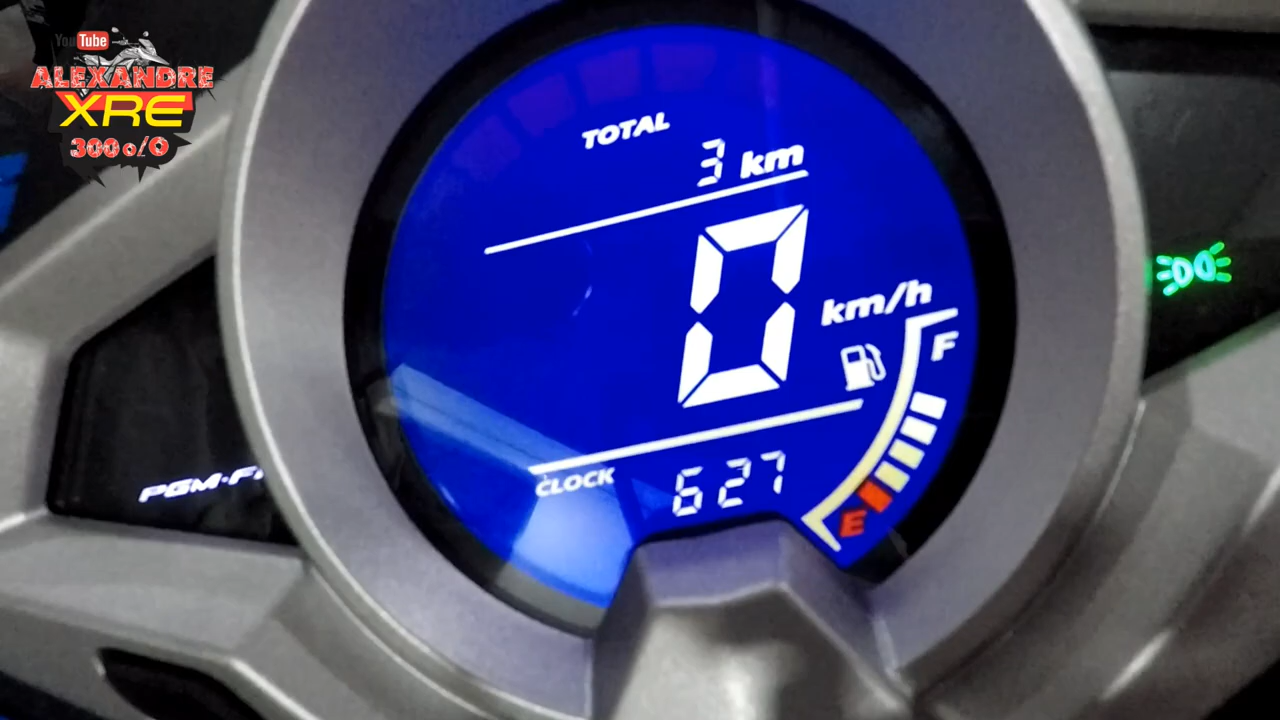 YouTube
ALEXANDRE
XRE
300 o/o
TOTAL
3 km
0
km/h
F
E
CLOCK 627
PGM-FI